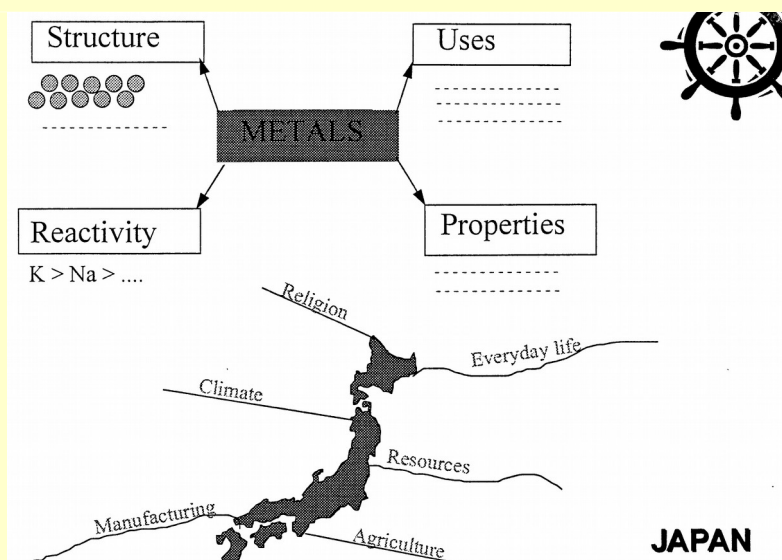 Structure
Uses
METALS
Reactivity
K > Na > ....
Properties
Religion
Everyday life
Climate
Resources
Manufacturing
Agriculture
JAPAN